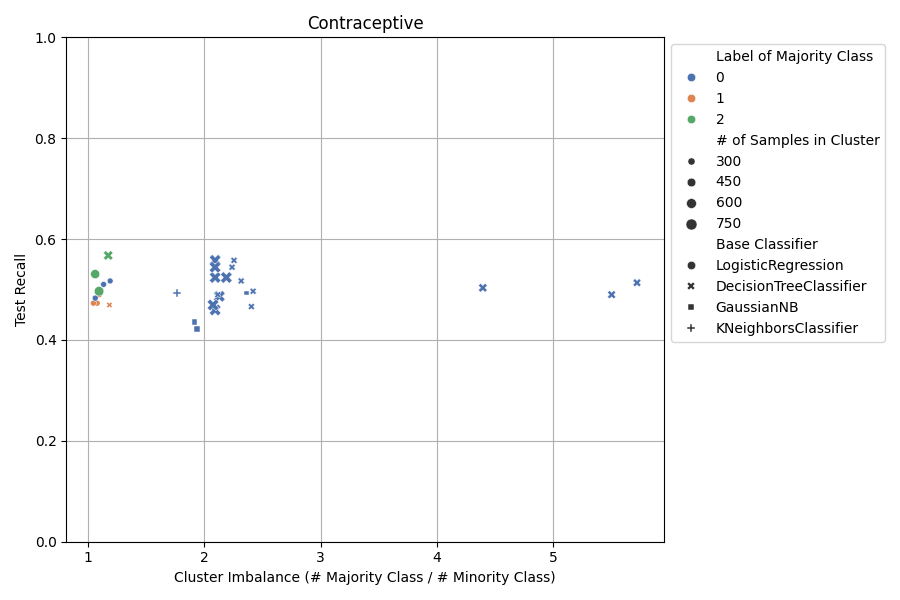 Contraceptive
1.0
0.8
0.6
0.4
0.2
0.0
Test Recall
1
2
3
4
5
Cluster Imbalance (# Majority Class / # Minority Class)
Label of Majority Class
0
1
2
# of Samples in Cluster
300
450
600
750
Base Classifier
LogisticRegression
DecisionTreeClassifier
GaussianNB
KNeighborsClassifier